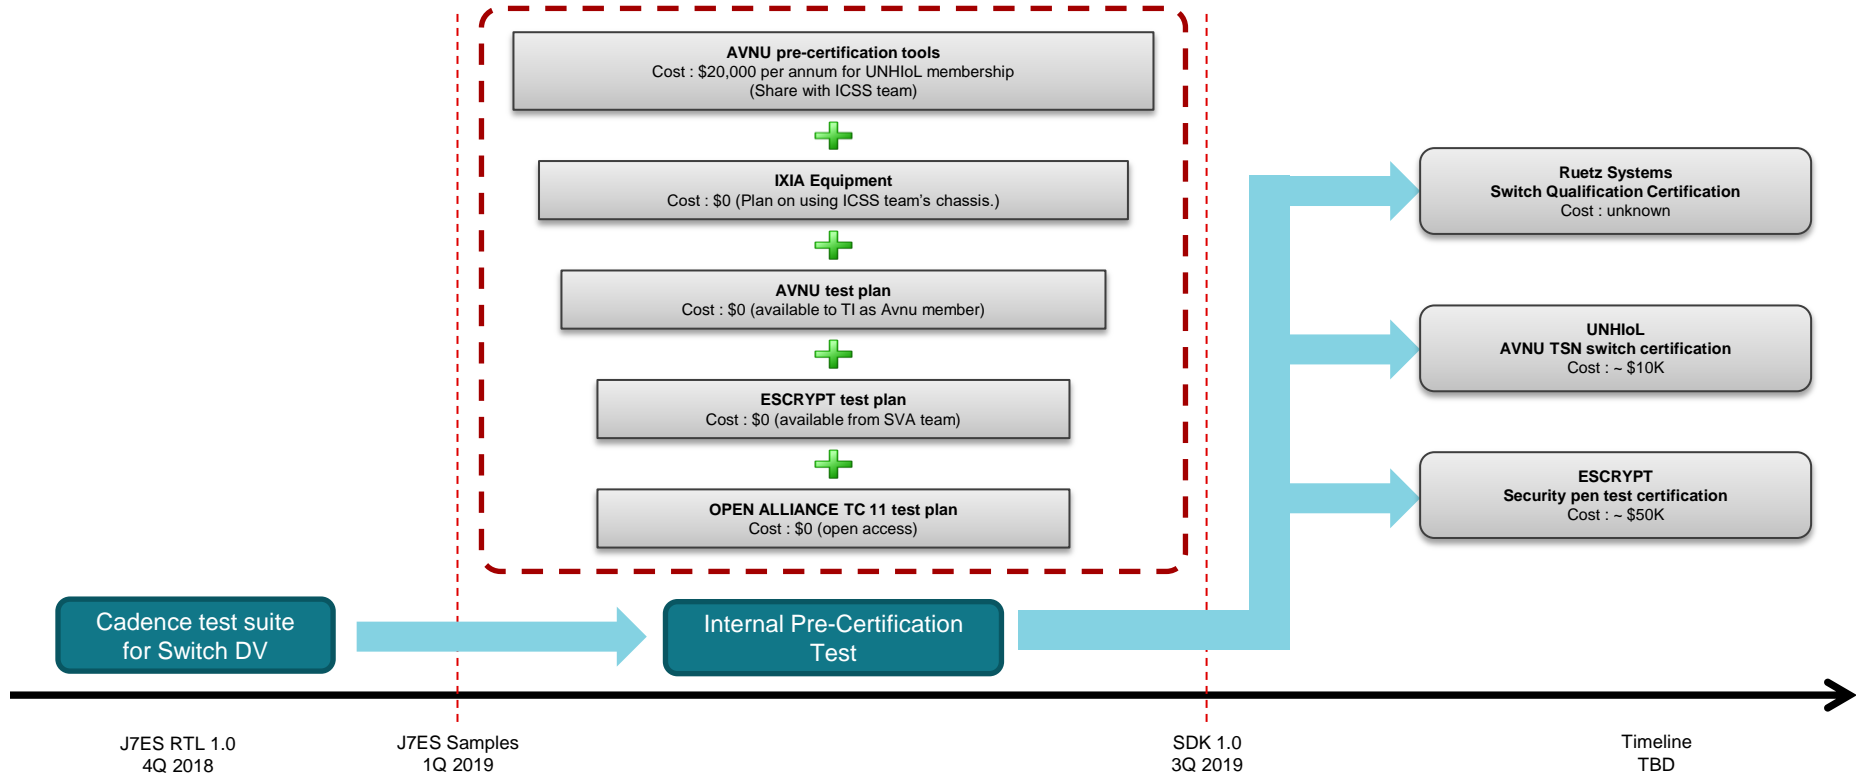 AVNU pre-certification tools
Cost : $20,000 per annum for UNHIoL membership
(Share with ICSS team)
IXIA Equipment
Cost : $0 (Plan on using ICSS team's chassis.)
AVNU test plan
Cost : $0 (available to TI as Avnu member)
ESCRYPT test plan
Cost : $0 (available from SVA team)
OPEN ALLIANCE TC 11 test plan
Cost : $0 (open access)
Ruetz Systems
Switch Qualification Certification
Cost : unknown
UNHIoL
AVNU TSN switch certification
Cost : ~ $10K
ESCRYPT
Security pen test certification
Cost : ~ $50K
Cadence test suite
for Switch DV
Internal Pre-Certification
Test
J7ES RTL 1.0
4Q 2018
J7ES Samples
1Q 2019
SDK 1.0
3Q 2019
Timeline
TBD